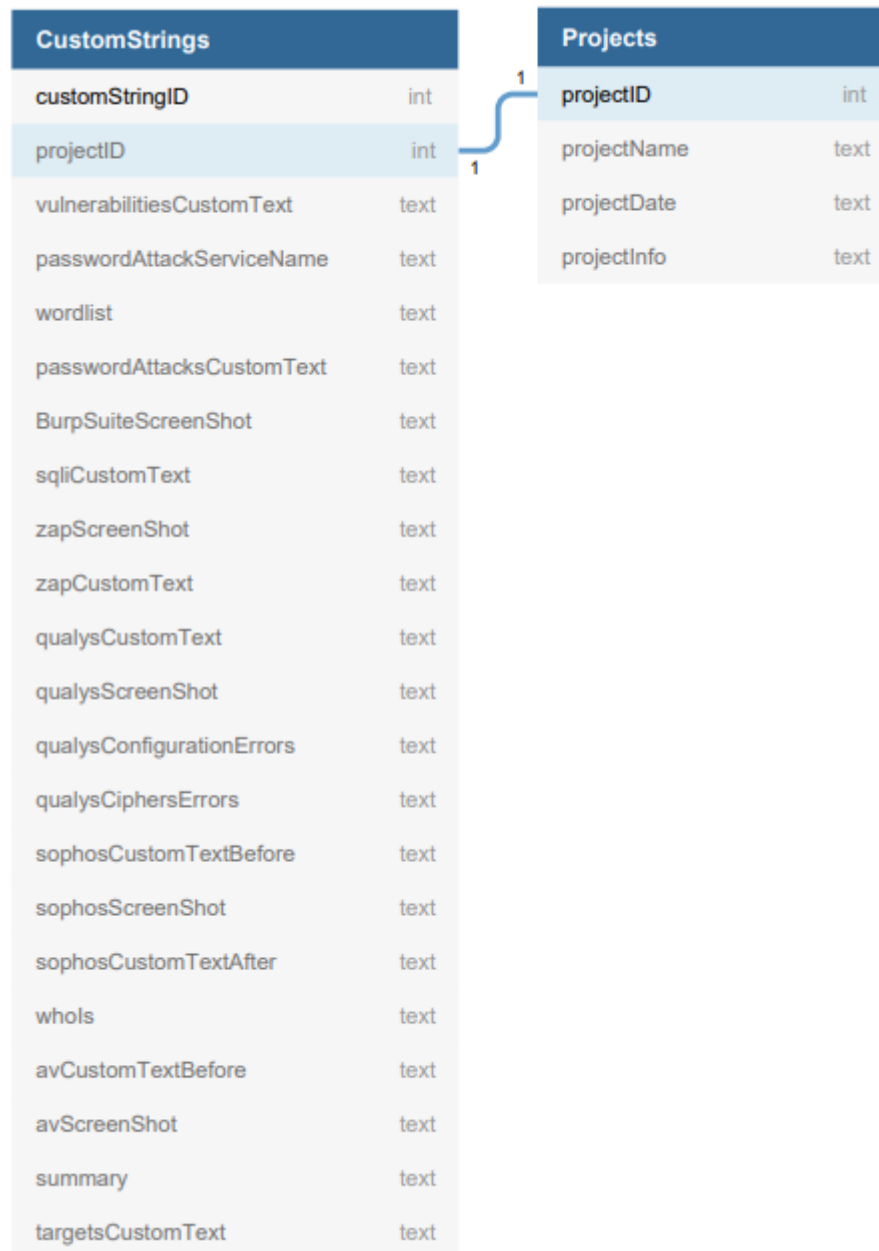 CustomStrings
customStringID int
projectID int
vulnerabilitiesCustomText text
passwordAttackServiceName text
wordlist text
passwordAttacksCustomText text
BurpSuiteScreenShot text
sqliCustomText text
zapScreenShot text
zapCustomText text
qualysCustomText text
qualysScreenShot text
qualysConfigurationErrors text
qualysCiphersErrors text
sophosCustomTextBefore text
sophosScreenShot text
sophosCustomTextAfter text
whoIs text
avCustomTextBefore text
avScreenShot text
summary text
targetsCustomText text
1
1
Projects
projectID int
projectName text
projectDate text
projectInfo text